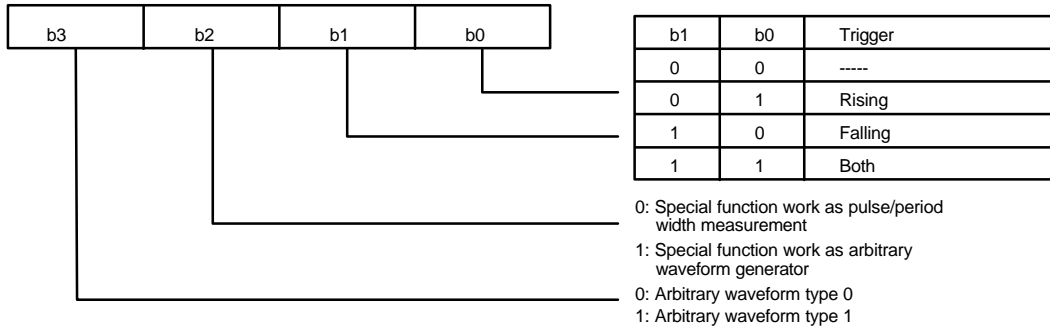 b3 b2 b1 b0
b1 b0 Trigger
0 0 -----
0 1 Rising
1 0 Falling
1 1 Both
0: Special function work as pulse/period
width measurement
1: Special function work as arbitrary
waveform generator
0: Arbitrary waveform type 0
1: Arbitrary waveform type 1